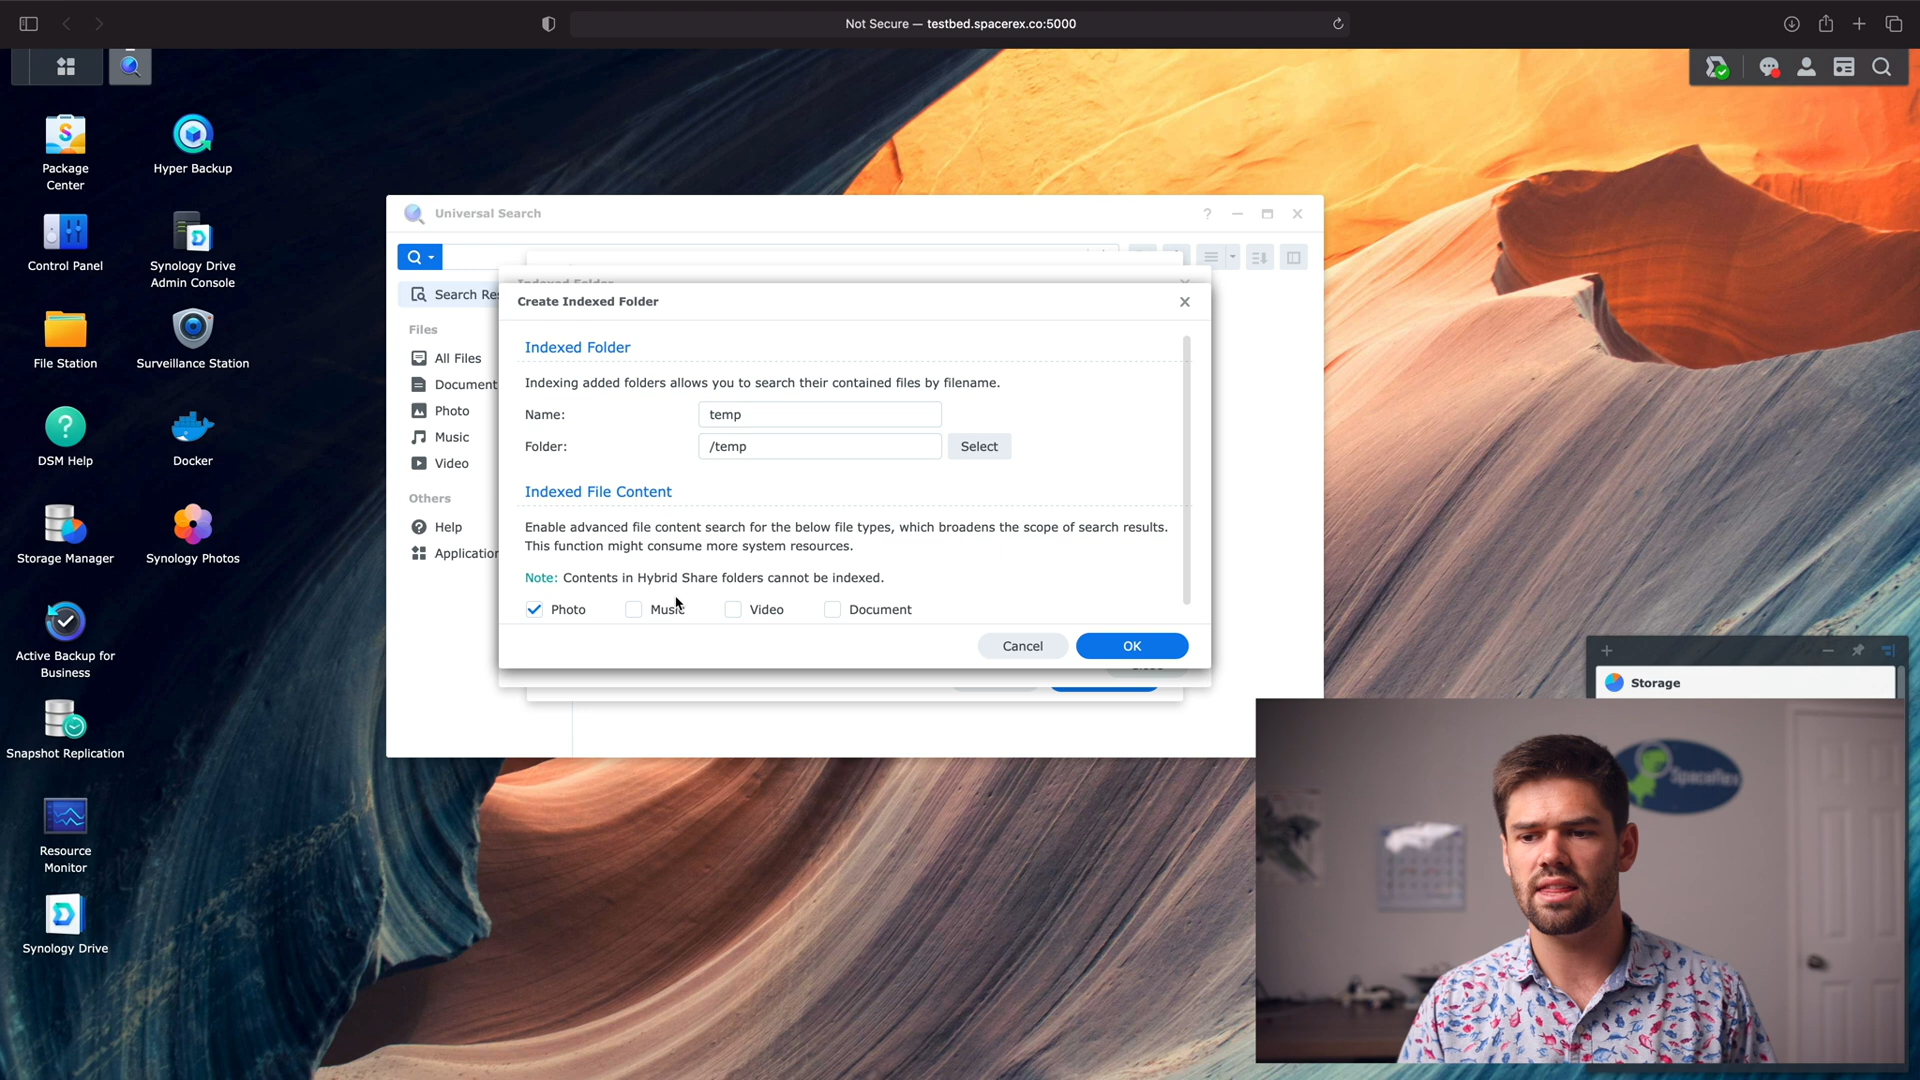 Not Secure — testbed.spacerex.co:5000
Package
Center
Hyper Backup
Control Panel
Synology Drive
Admin Console
File Station
Surveillance Station
DSM Help
Docker
Storage Manager
Synology Photos
Active Backup for
Business
Snapshot Replication
Resource
Monitor
Synology Drive
Universal Search
Search Res
Files
All Files
Document
Photo
Music
Video
Others
Help
Application
Create Indexed Folder
Indexed Folder
Indexing added folders allows you to search their contained files by filename.
Name:
temp
Folder:
/temp
Select
Indexed File Content
Enable advanced file content search for the below file types, which broadens the scope of search results.
This function might consume more system resources.
Note: Contents in Hybrid Share folders cannot be indexed.
Photo
Music
Video
Document
Cancel
OK
Storage
SpaceRex